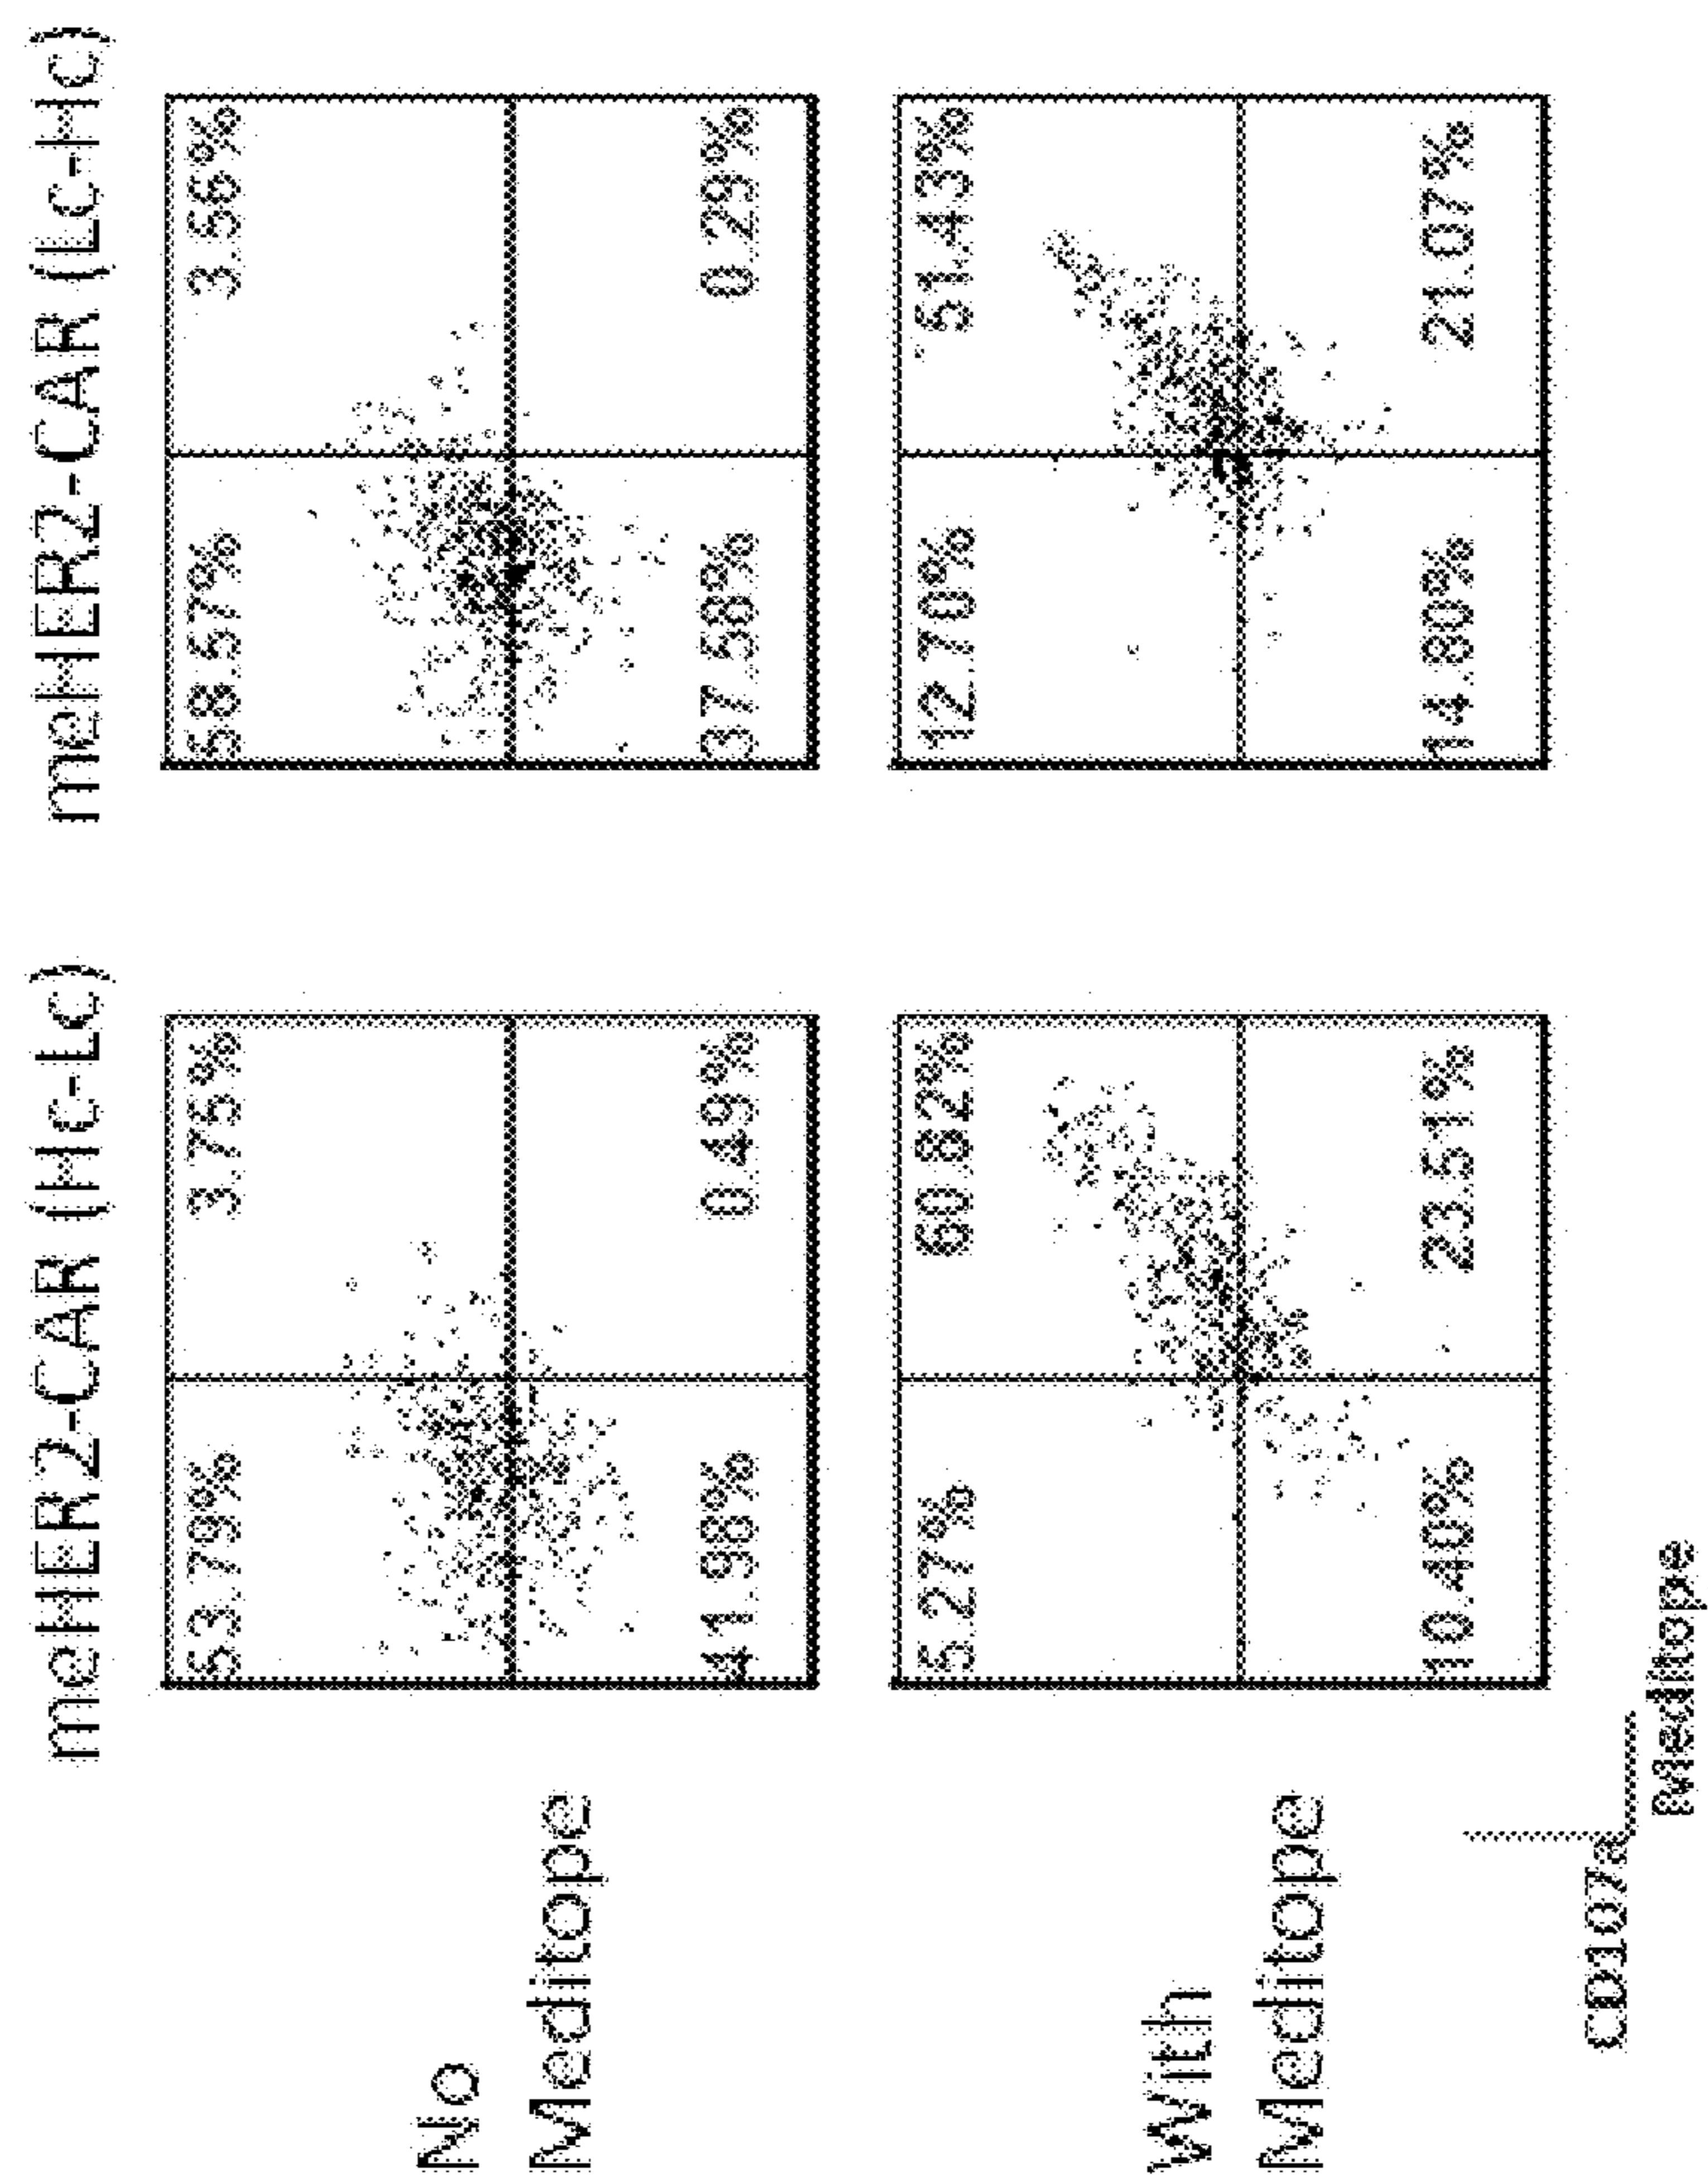 meHER2-CAR (Hc-Lc)
meHER2-CAR (Lc-Hc)
No
Meditope
53.79%
3.75%
41.98%
0.49%
58.57%
3.56%
37.58%
0.29%
With
Meditope
5.27%
60.82%
10.40%
23.51%
12.70%
51.43%
14.80%
21.07%
CD107a
Meditope